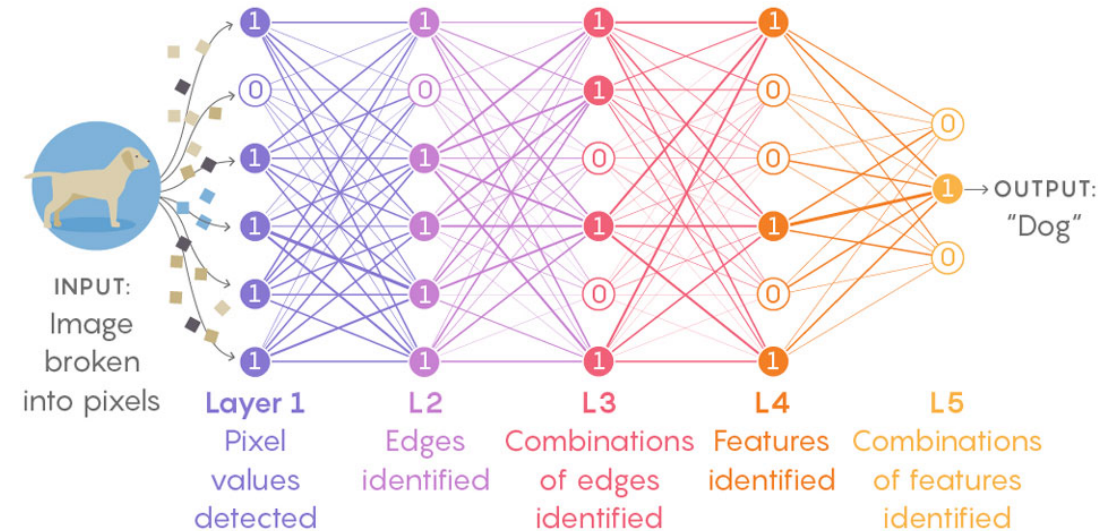 1 1 1 1
0 0 1 0
0
1 1 0 0
1 → OUTPUT:
"Dog"
1 1 1 1
0
1 1 0 0
1 1 1 1
INPUT:
Image
broken
into pixels
Layer 1
Pixel
values
detected
L2
Edges
identified
L3
Combinations
of edges
identified
L4
Features
identified
L5
Combinations
of features
identified